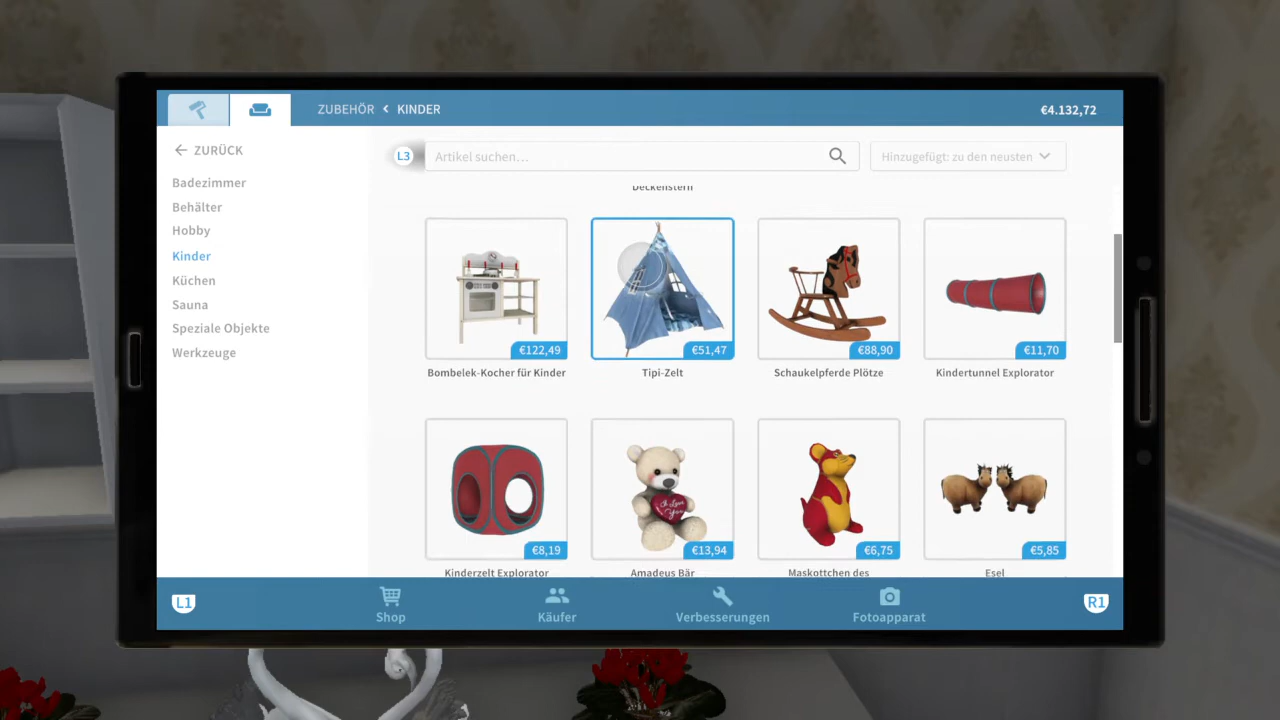 ZUBEHÖR < KINDER
€4.132,72
ZURÜCK
L3
Artikel suchen...
Hinzugefügt: zu den neusten
Badezimmer
Behälter
Hobby
Kinder
Küchen
Sauna
Speziale Objekte
Werkzeuge
Deckenstern
€122,49
€51,47
€88,90
€11,70
Bombelek-Kocher für Kinder
Tipi-Zelt
Schaukelpferde Plötze
Kindertunnel Explorator
I Love You
€8,19
€13,94
€6,75
€5,85
Kinderzelt Explorator
Amadeus Bär
Maskottchen des
Esel
L1
Shop
Käufer
Verbesserungen
Fotoapparat
R1